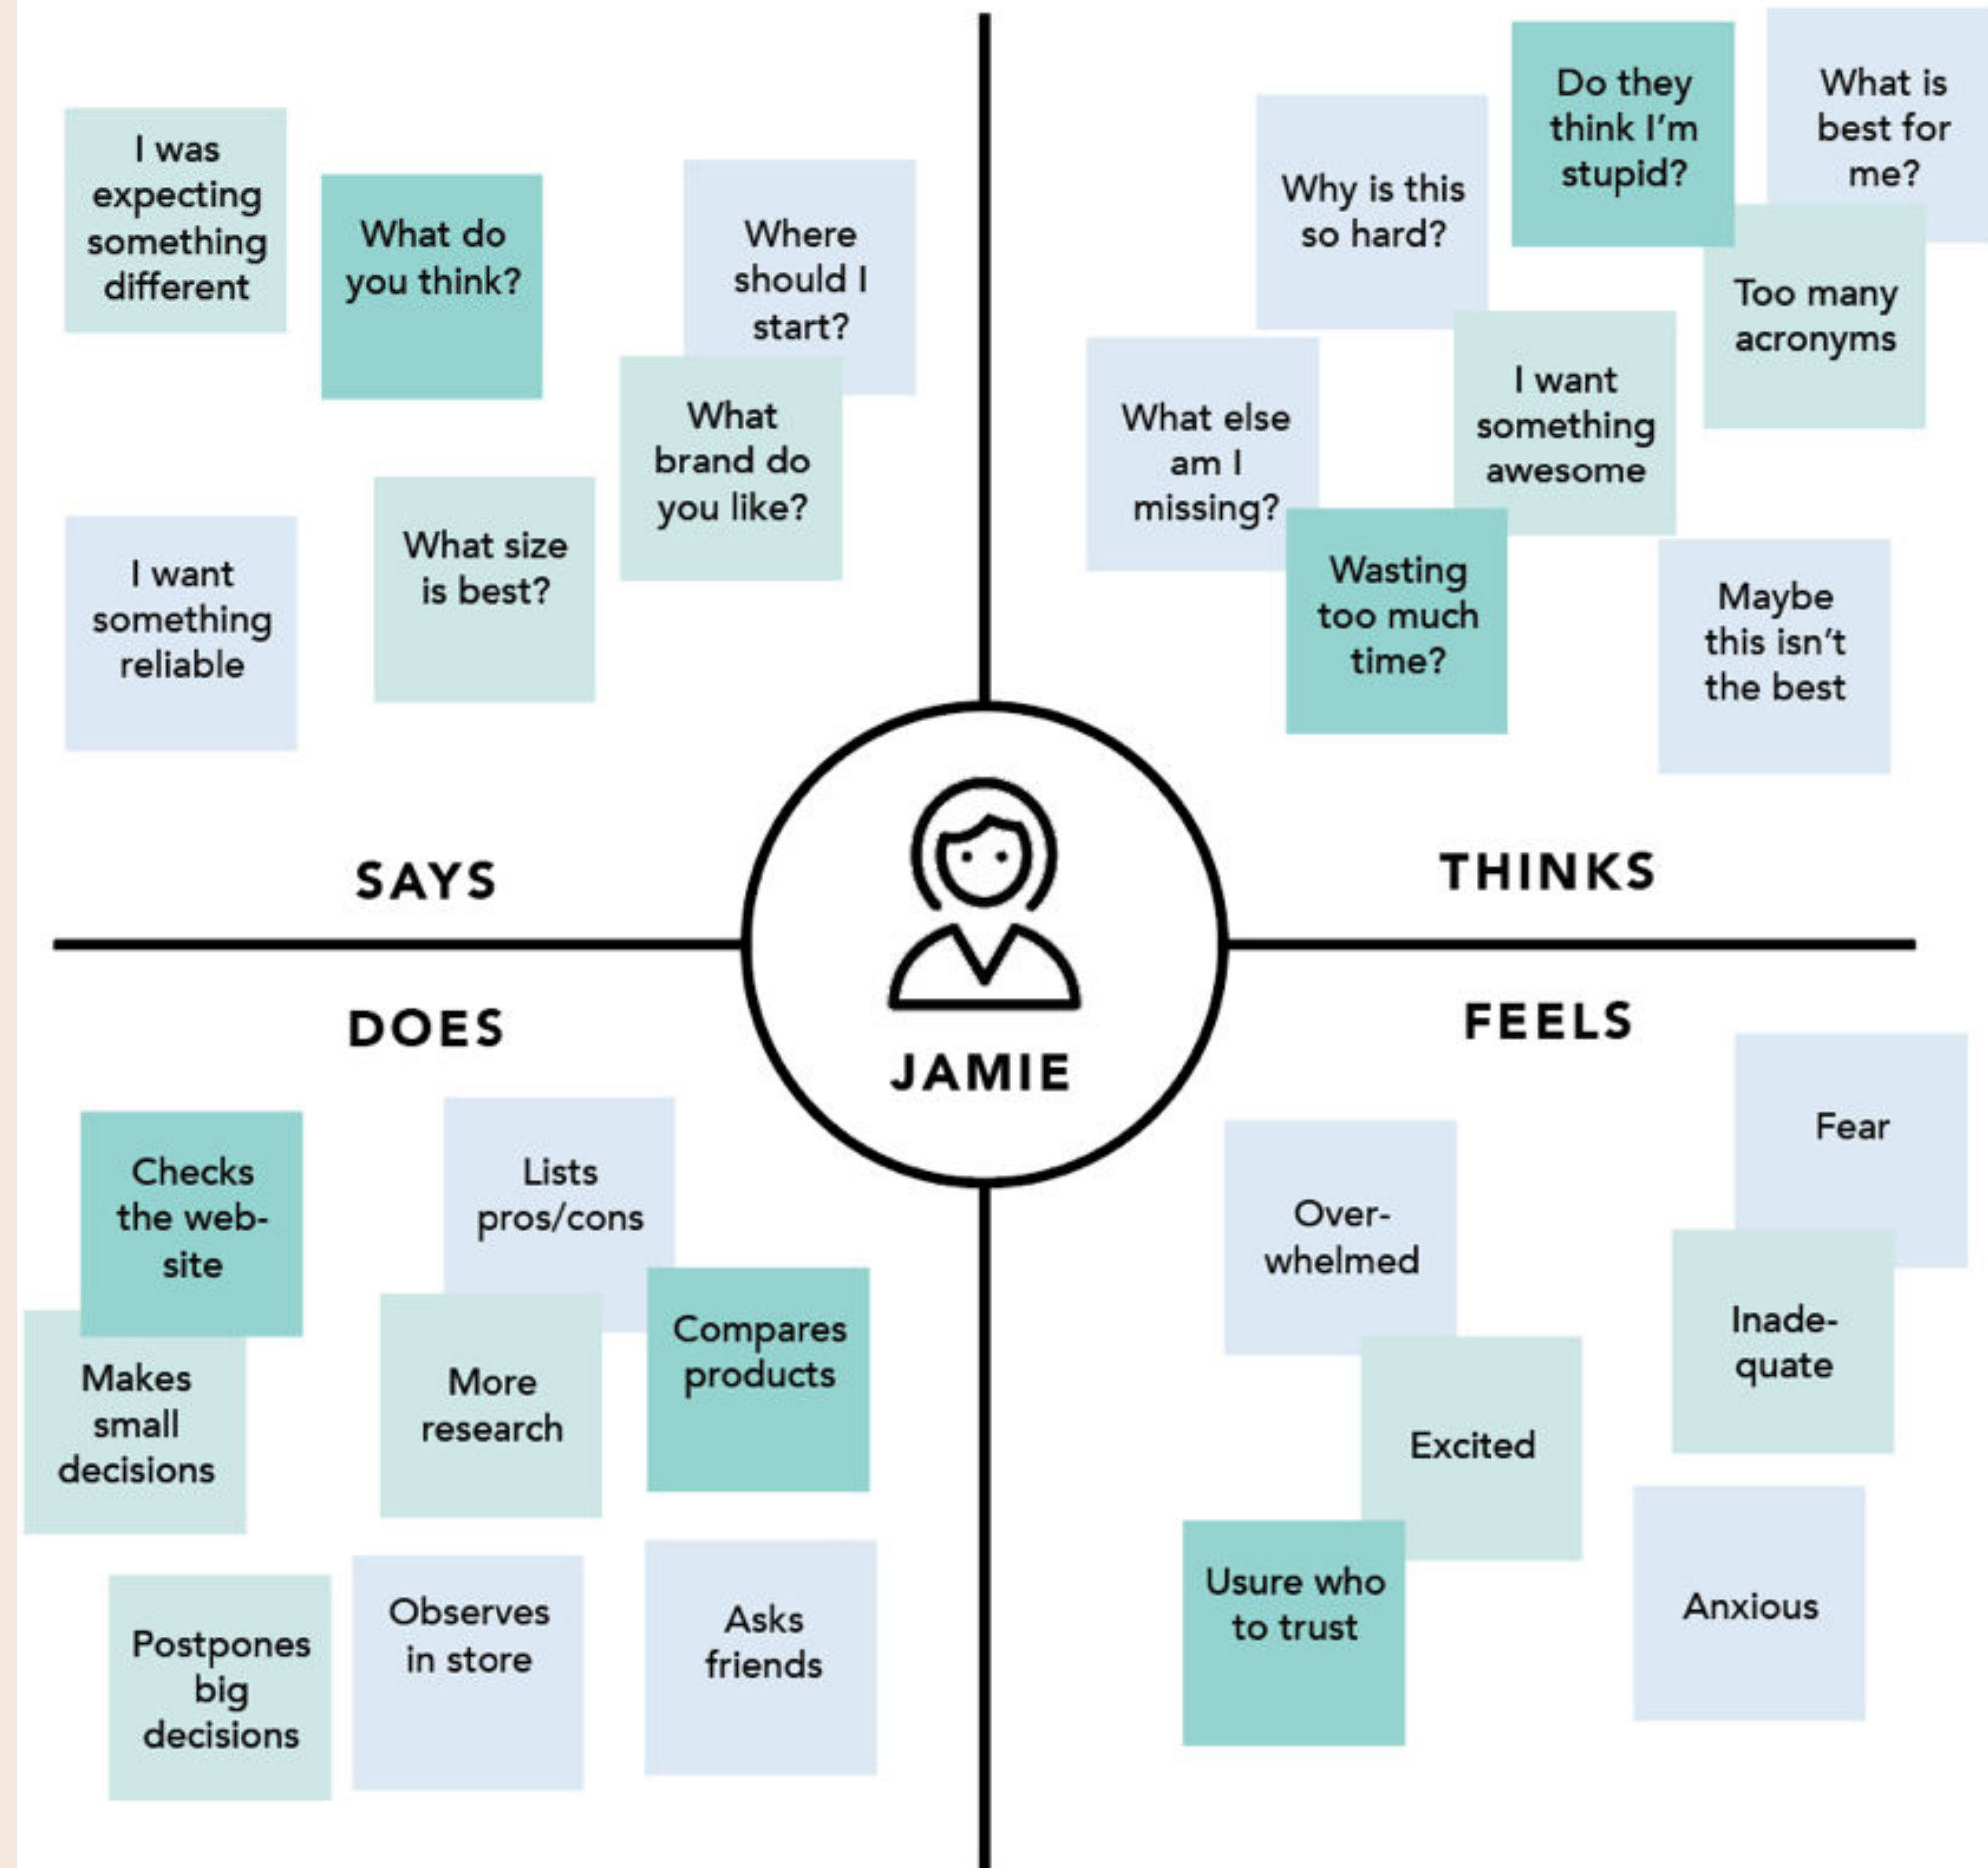 I was
expecting
something
different
What do
you think?
Where
should I
start?
What
brand do
you like?
I want
something
reliable
What size
is best?
SAYS
Why is this
so hard?
Do they
think I'm
stupid?
What is
best for
me?
Too many
acronyms
What else
am I
missing?
I want
something
awesome
Wasting
too much
time?
Maybe
this isn't
the best
THINKS
JAMIE
DOES
Checks
the web-
site
Lists
pros/cons
Compares
products
Makes
small
decisions
More
research
Postpones
big
decisions
Observes
in store
Asks
friends
FEELS
Fear
Over-
whelmed
Inade-
quate
Excited
Usure who
to trust
Anxious